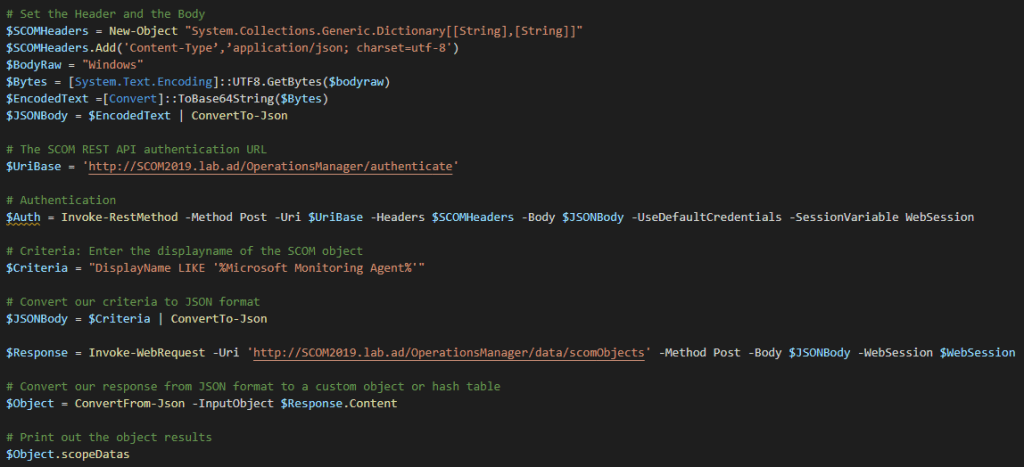 # Set the Header and the Body
$SCOMHeaders = New-Object "System.Collections.Generic.Dictionary[[String],[String]]"
$SCOMHeaders.Add('Content-Type’,’application/json; charset=utf-8')
$BodyRaw = "Windows"
$Bytes = [System.Text.Encoding]::UTF8.GetBytes($bodyraw)
$EncodedText =[Convert]::ToBase64String($Bytes)
$JSONBody = $EncodedText | ConvertTo-Json
# The SCOM REST API authentication URL
$UriBase = 'http://SCOM2019.lab.ad/OperationsManager/authenticate'
# Authentication
$Auth = Invoke-RestMethod -Method Post -Uri $UriBase -Headers $SCOMHeaders -Body $JSONBody -UseDefaultCredentials -SessionVariable WebSession
# Criteria: Enter the displayname of the SCOM object
$Criteria = "DisplayName LIKE '%Microsoft Monitoring Agent%'"
# Convert our criteria to JSON format
$JSONBody = $Criteria | ConvertTo-Json
$Response = Invoke-WebRequest -Uri 'http://SCOM2019.lab.ad/OperationsManager/data/scomObjects' -Method Post -Body $JSONBody -WebSession $WebSession
# Convert our response from JSON format to a custom object or hash table
$Object = ConvertFrom-Json -InputObject $Response.Content
# Print out the object results
$Object.scopeDatas